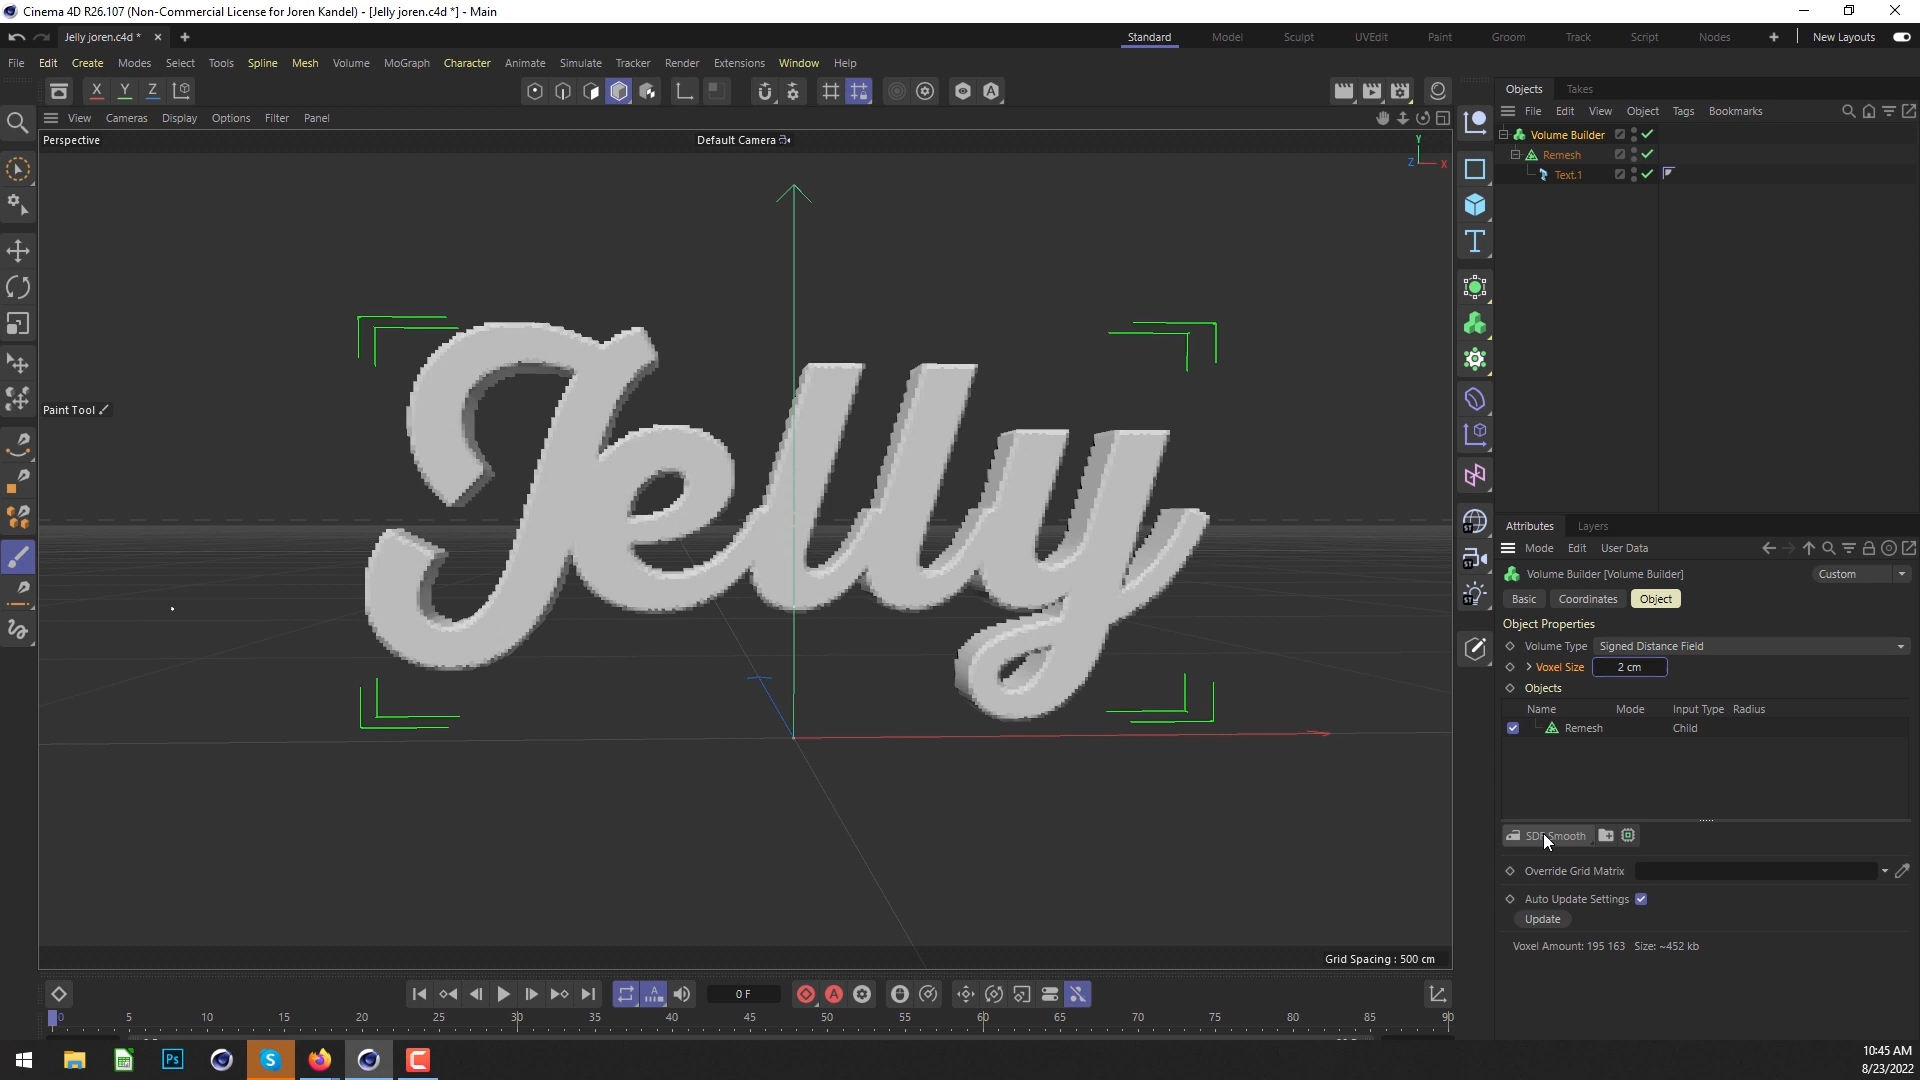 Cinema 4D R26.107 (Non-Commercial License for Joren Kandel) - [Jelly joren.c4d *] - Main
Jelly joren.c4d *
Standard Model Sculpt UVEdit Paint Groom Track Script Nodes New Layouts
File Edit Create Modes Select Tools Spline Mesh Volume MoGraph Character Animate Simulate Tracker Render Extensions Window Help
X Y Z
Objects Takes
File Edit View Object Tags Bookmarks
View Cameras Display Options Filter Panel
Perspective
Default Camera
Y
Z X
Volume Builder
Remesh
Text.1
Paint Tool
Jelly
Attributes Layers
Mode Edit User Data
Volume Builder [Volume Builder]
Custom
Basic Coordinates Object
Object Properties
Volume Type Signed Distance Field
Voxel Size 2 cm
Objects
Name Mode Input Type Radius
Remesh Child
SDF Smooth
Override Grid Matrix
Auto Update Settings
Update
Voxel Amount: 195 163 Size: ~452 kb
Grid Spacing : 500 cm
0 F
0 5 10 15 20 25 30 35 40 45 50 55 60 65 70 75 80 85 90
10:45 AM
8/23/2022